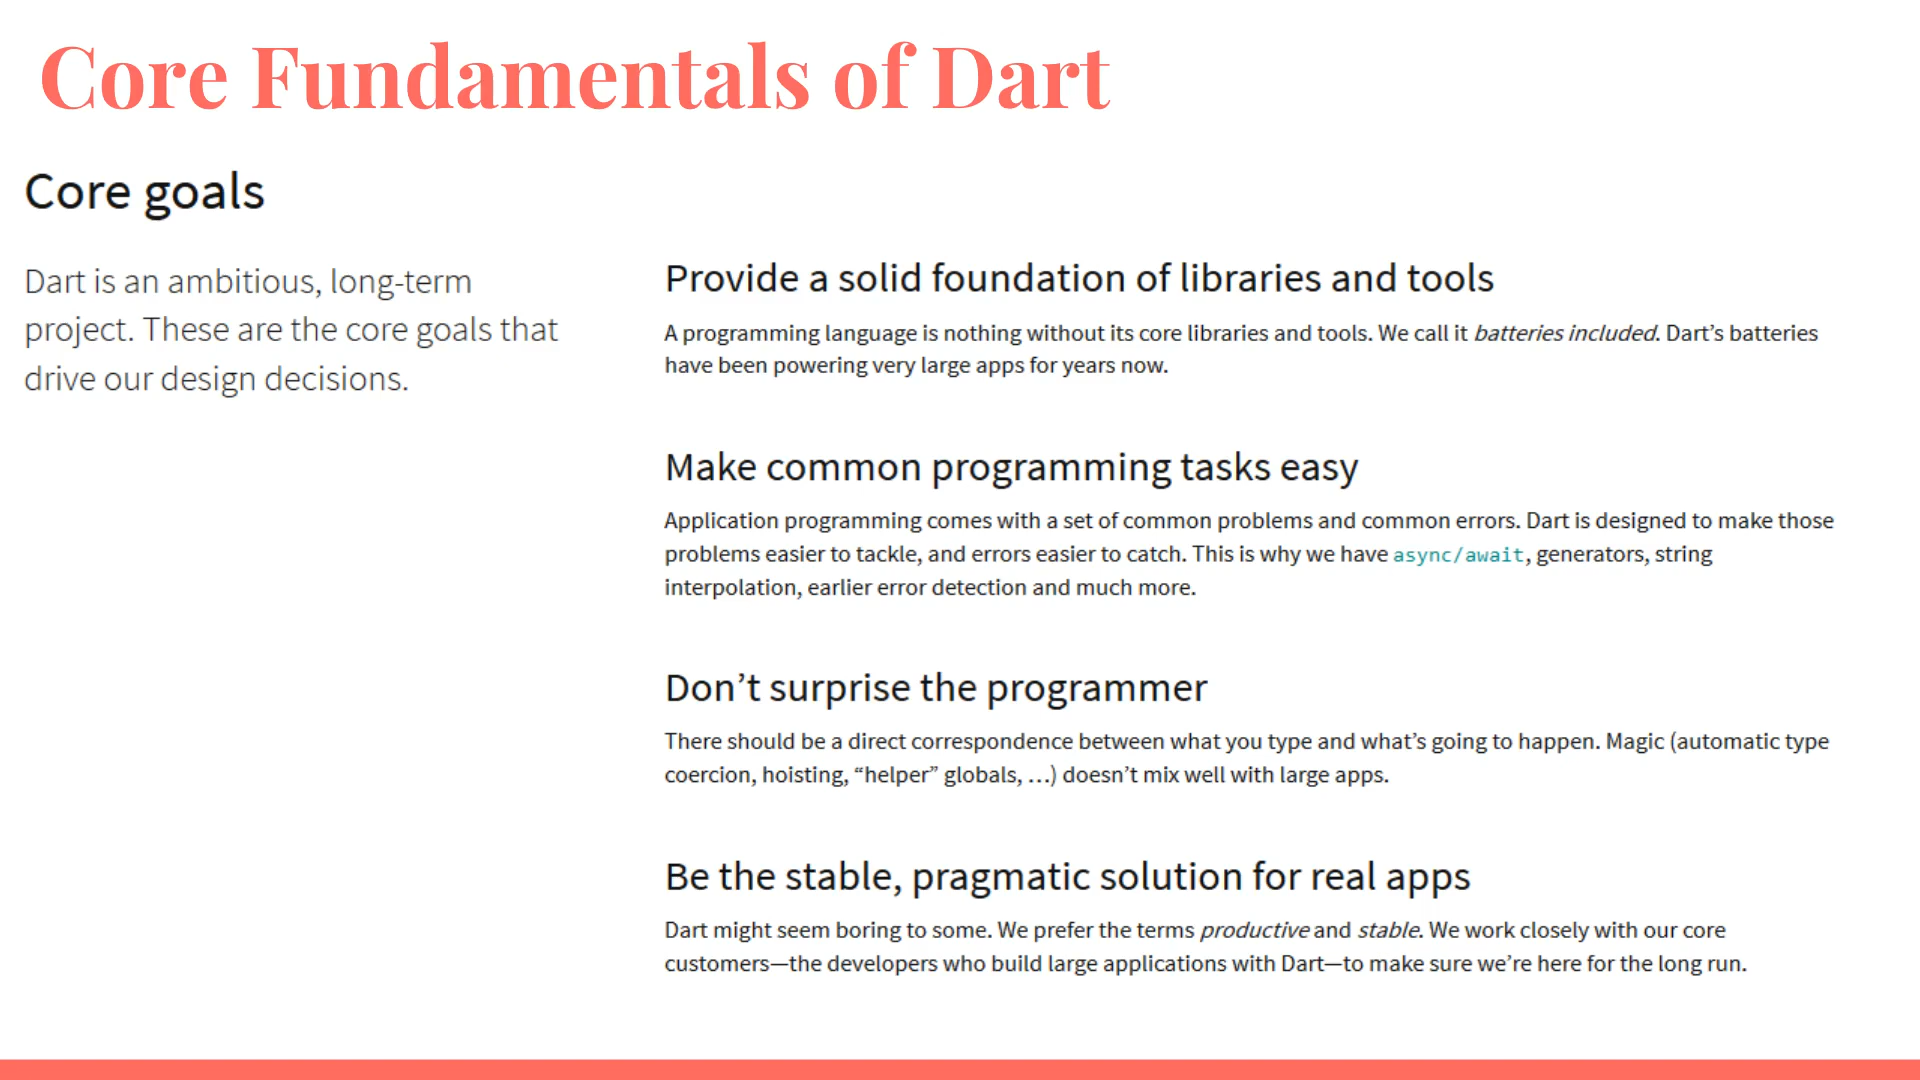 Core Fundamentals of Dart
Core goals
Dart is an ambitious, long-term
project. These are the core goals that
drive our design decisions.
Provide a solid foundation of libraries and tools
A programming language is nothing without its core libraries and tools. We call it batteries included. Dart’s batteries
have been powering very large apps for years now.
Make common programming tasks easy
Application programming comes with a set of common problems and common errors. Dart is designed to make those
problems easier to tackle, and errors easier to catch. This is why we have async/await, generators, string
interpolation, earlier error detection and much more.
Don’t surprise the programmer
There should be a direct correspondence between what you type and what’s going to happen. Magic (automatic type
coercion, hoisting, “helper” globals, …) doesn’t mix well with large apps.
Be the stable, pragmatic solution for real apps
Dart might seem boring to some. We prefer the terms productive and stable. We work closely with our core
customers—the developers who build large applications with Dart—to make sure we’re here for the long run.